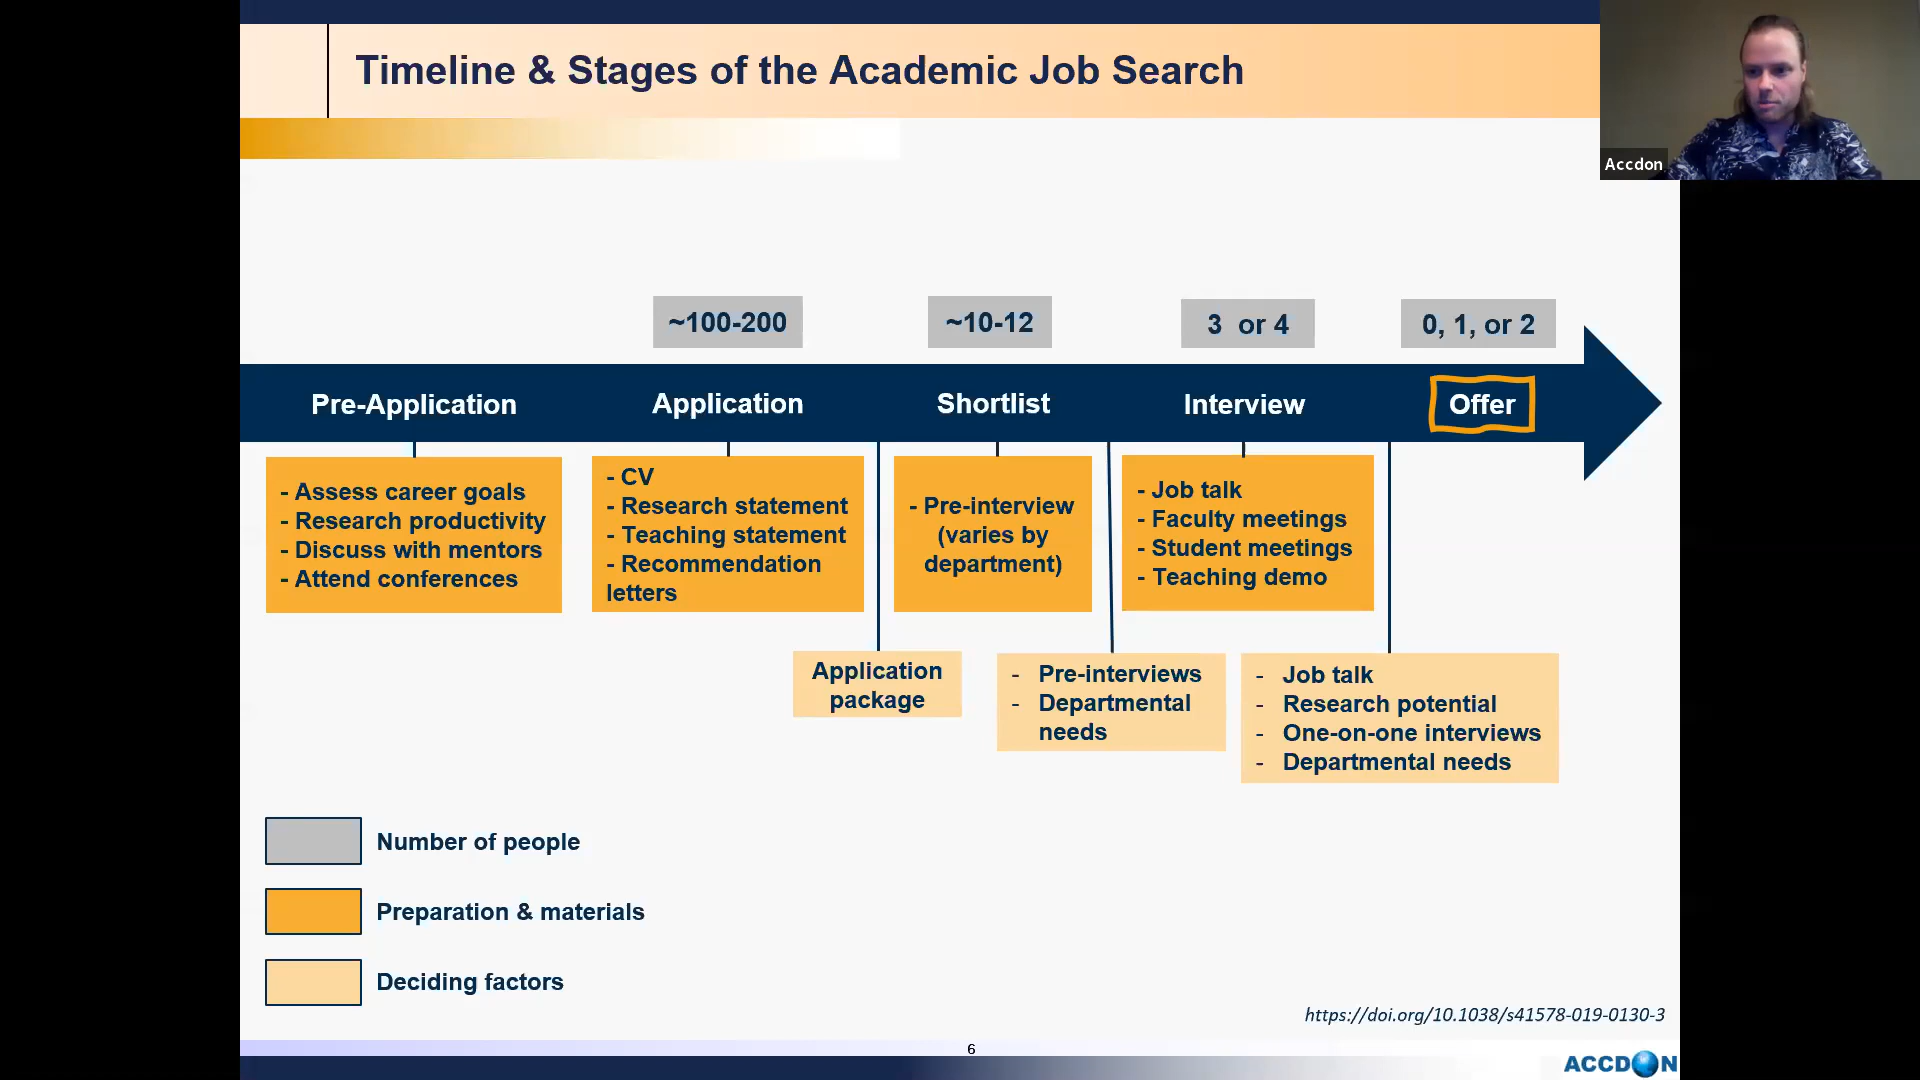 Timeline & Stages of the Academic Job Search
Accdon
~100-200
~10-12
3 or 4
0, 1, or 2
Pre-Application
Application
Shortlist
Interview
Offer
- Assess career goals
- Research productivity
- Discuss with mentors
- Attend conferences
- CV
- Research statement
- Teaching statement
- Recommendation
letters
- Pre-interview
(varies by
department)
- Job talk
- Faculty meetings
- Student meetings
- Teaching demo
Application
package
- Pre-interviews
- Departmental
needs
- Job talk
- Research potential
- One-on-one interviews
- Departmental needs
Number of people
Preparation & materials
Deciding factors
https://doi.org/10.1038/s41578-019-0130-3
6
ACCDON